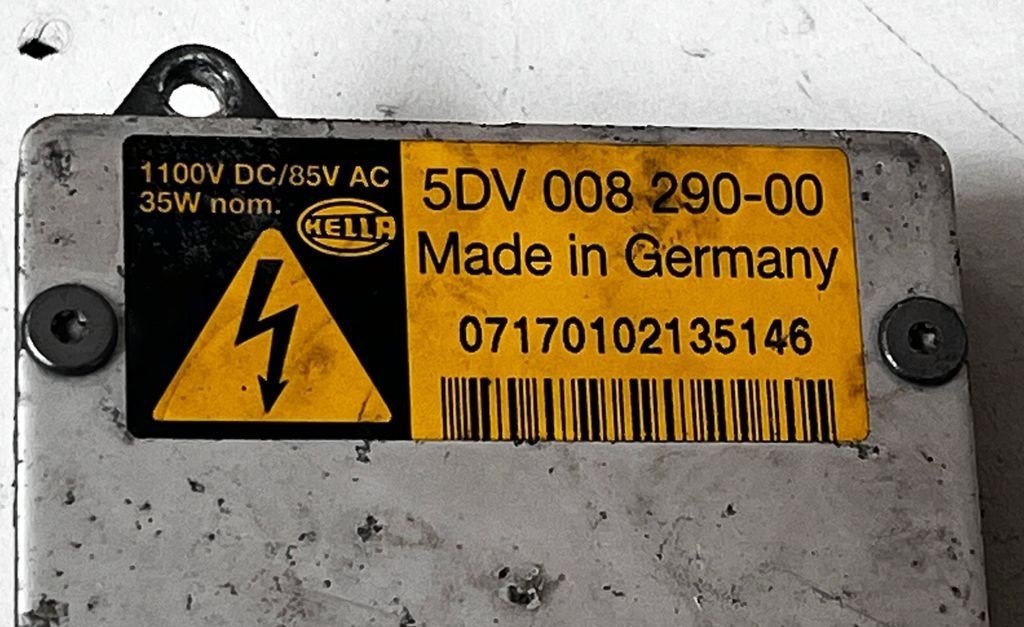 1100V DC/85V AC
35W nom.
HELLA
5DV 008 290-00
Made in Germany
07170102135146